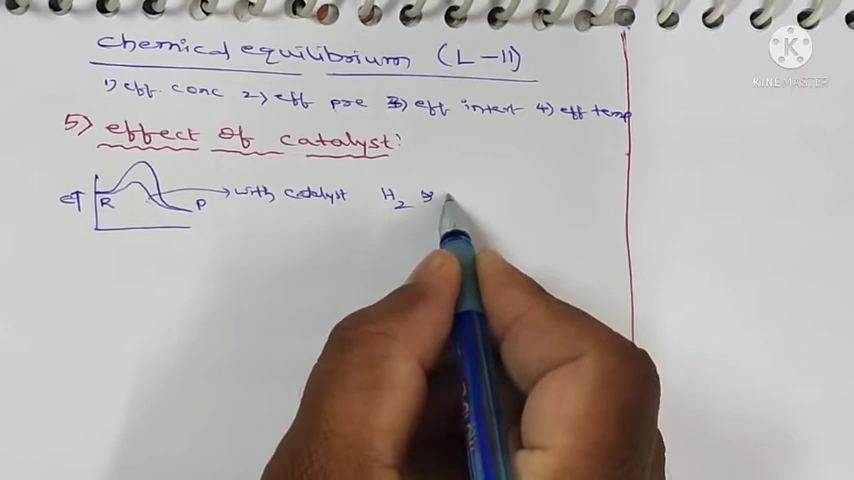 chemical equilibrium (L-11)
1) eff. conc 2) eff pre 3) eff inert 4) eff temp
5) effect of catalyst:
E↑ R P → with catalyst H2
KINEMASTER